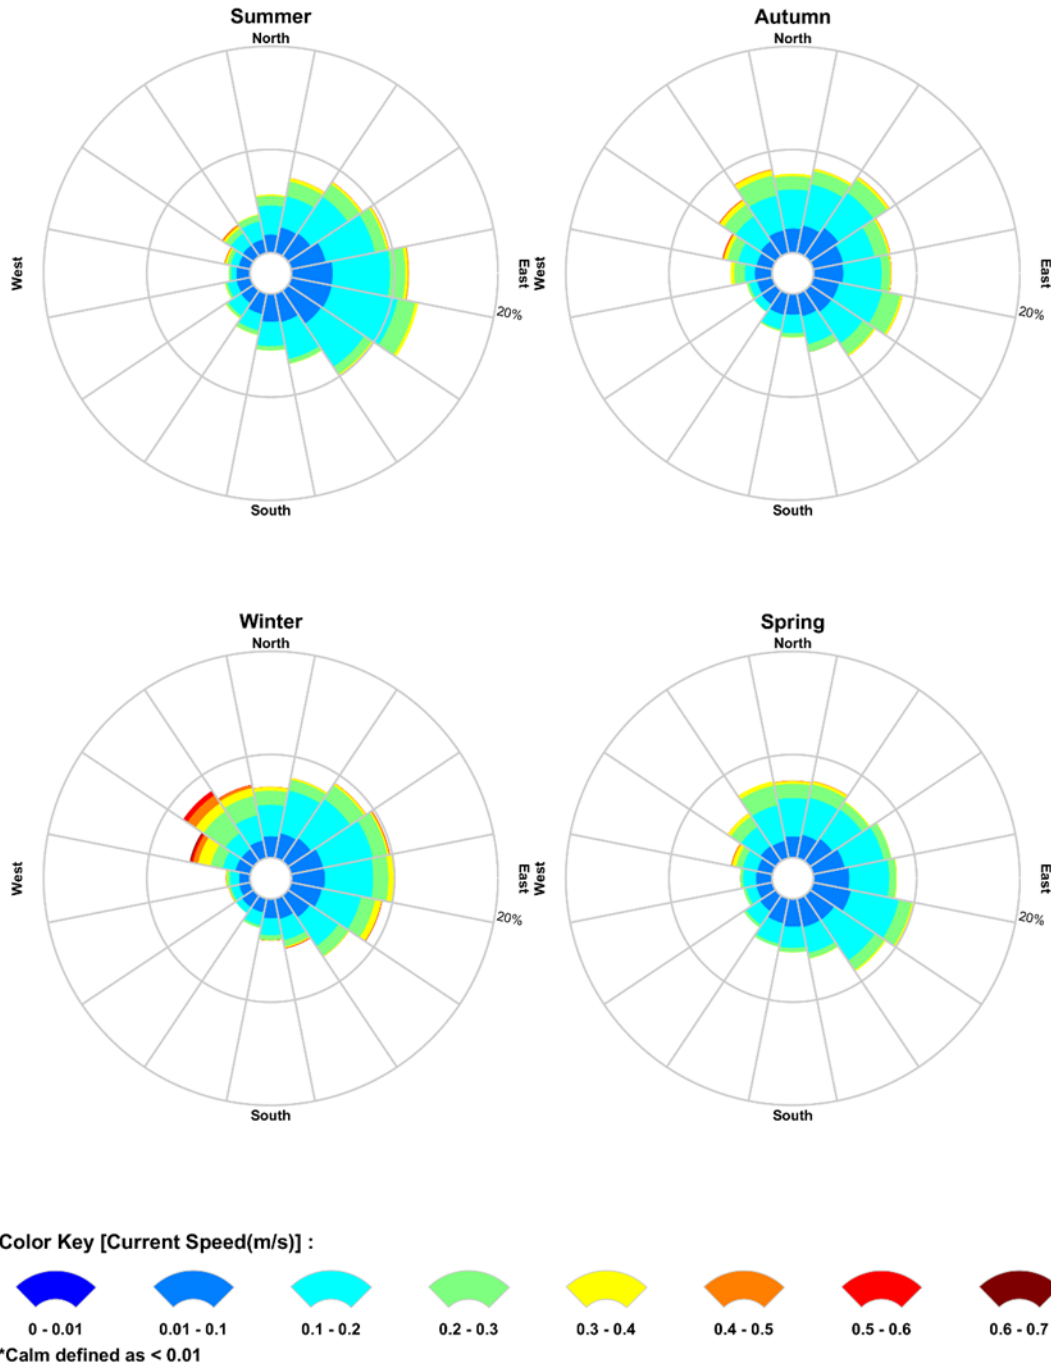 Summer
North
West
East
20%
South
Autumn
North
West
East
20%
South
Winter
North
West
East
20%
South
Spring
North
West
East
20%
South
Color Key [Current Speed(m/s)] :
0 - 0.01
0.01 - 0.1
0.1 - 0.2
0.2 - 0.3
0.3 - 0.4
0.4 - 0.5
0.5 - 0.6
0.6 - 0.7
*Calm defined as < 0.01